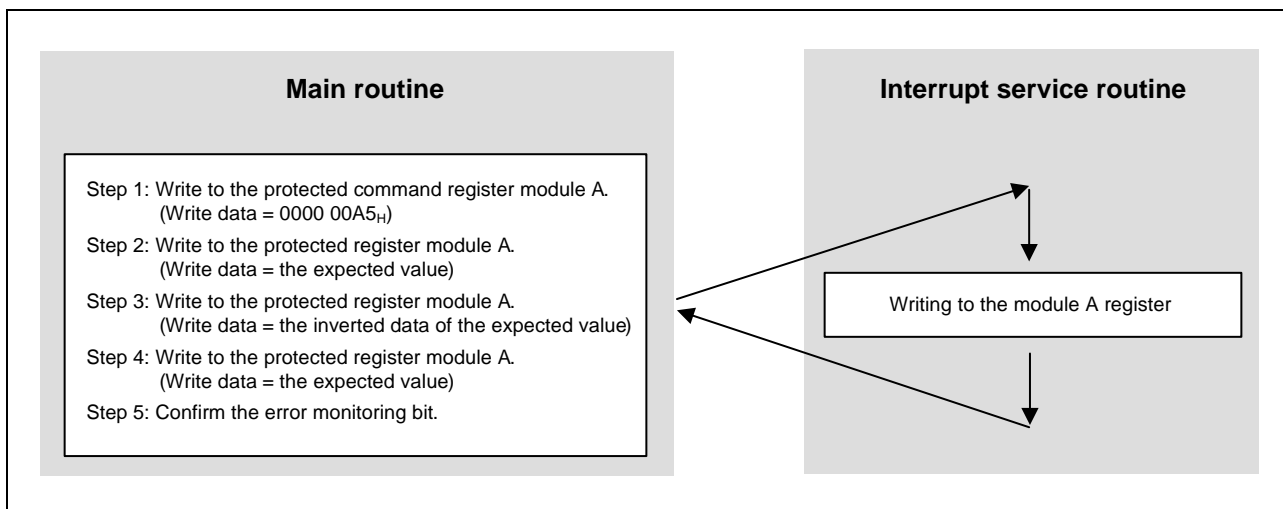 Main routine
Step 1: Write to the protected command register module A.
(Write data = 0000 00A5H)
Step 2: Write to the protected register module A.
(Write data = the expected value)
Step 3: Write to the protected register module A.
(Write data = the inverted data of the expected value)
Step 4: Write to the protected register module A.
(Write data = the expected value)
Step 5: Confirm the error monitoring bit.
Interrupt service routine
Writing to the module A register